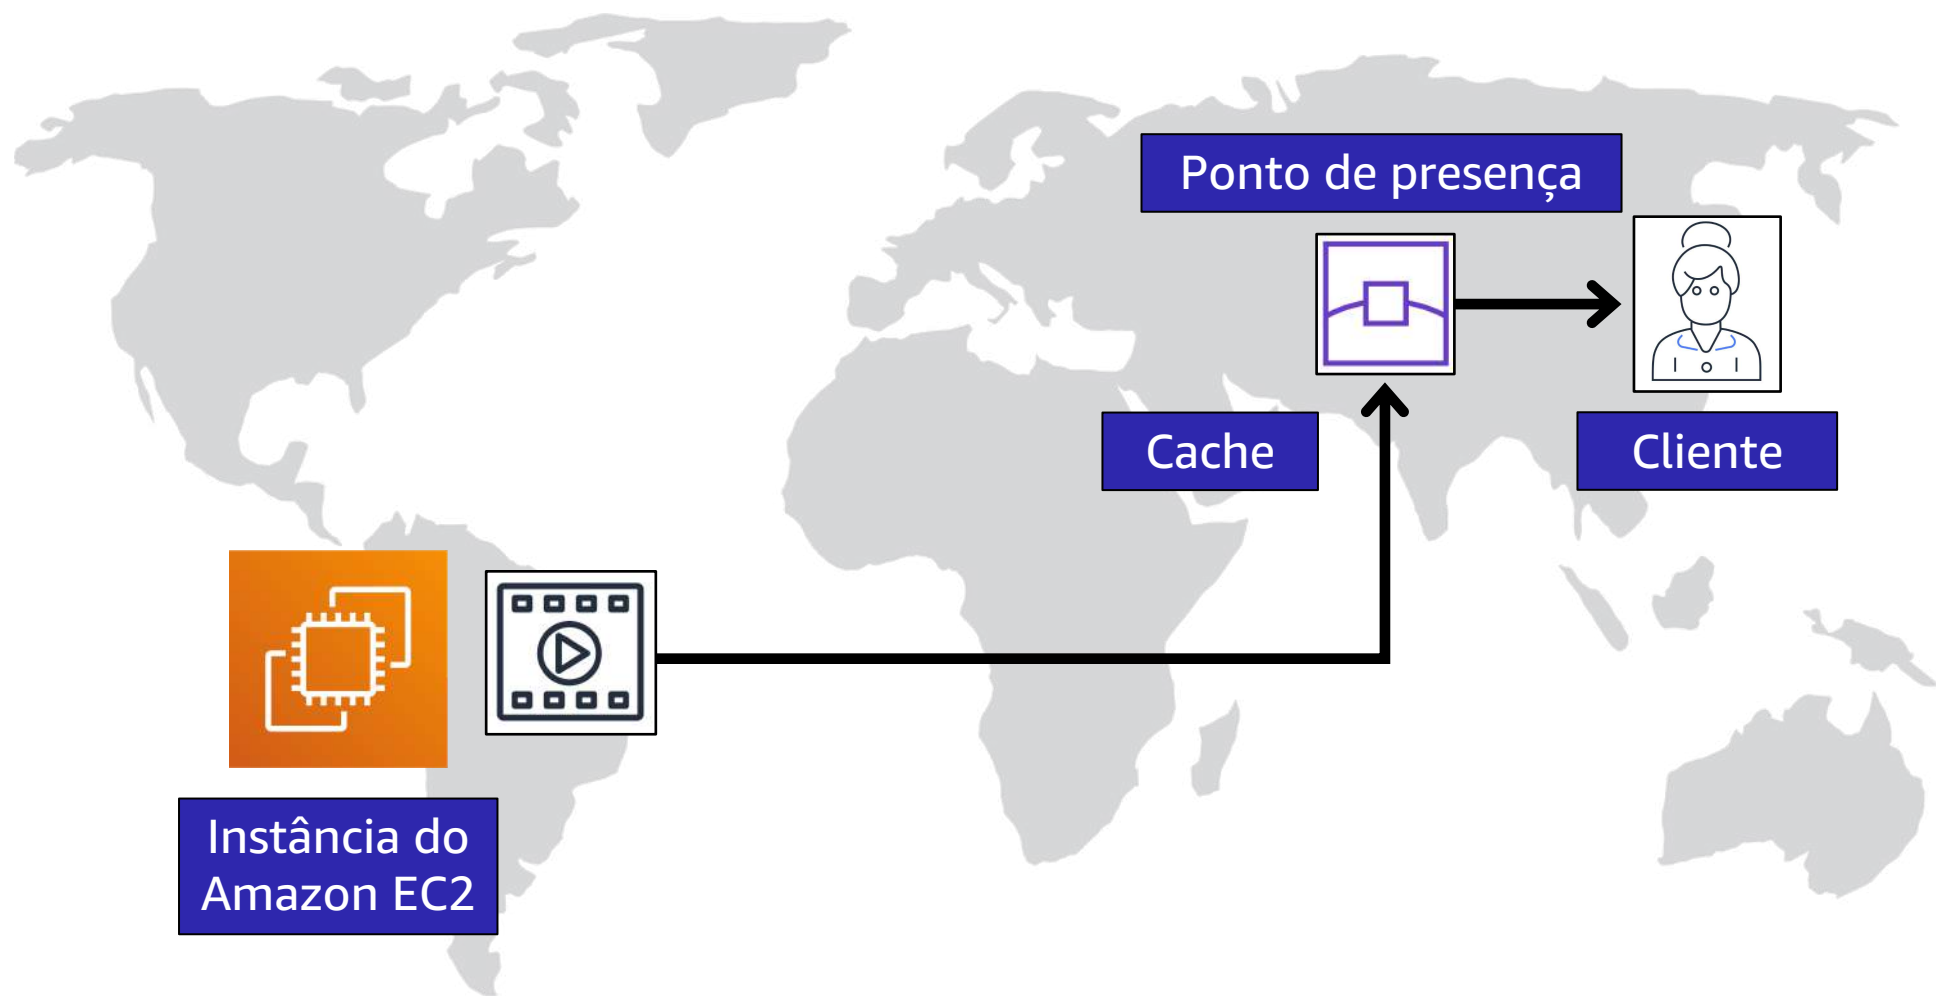 Ponto de presença
Cache
Cliente
Instância do
Amazon EC2